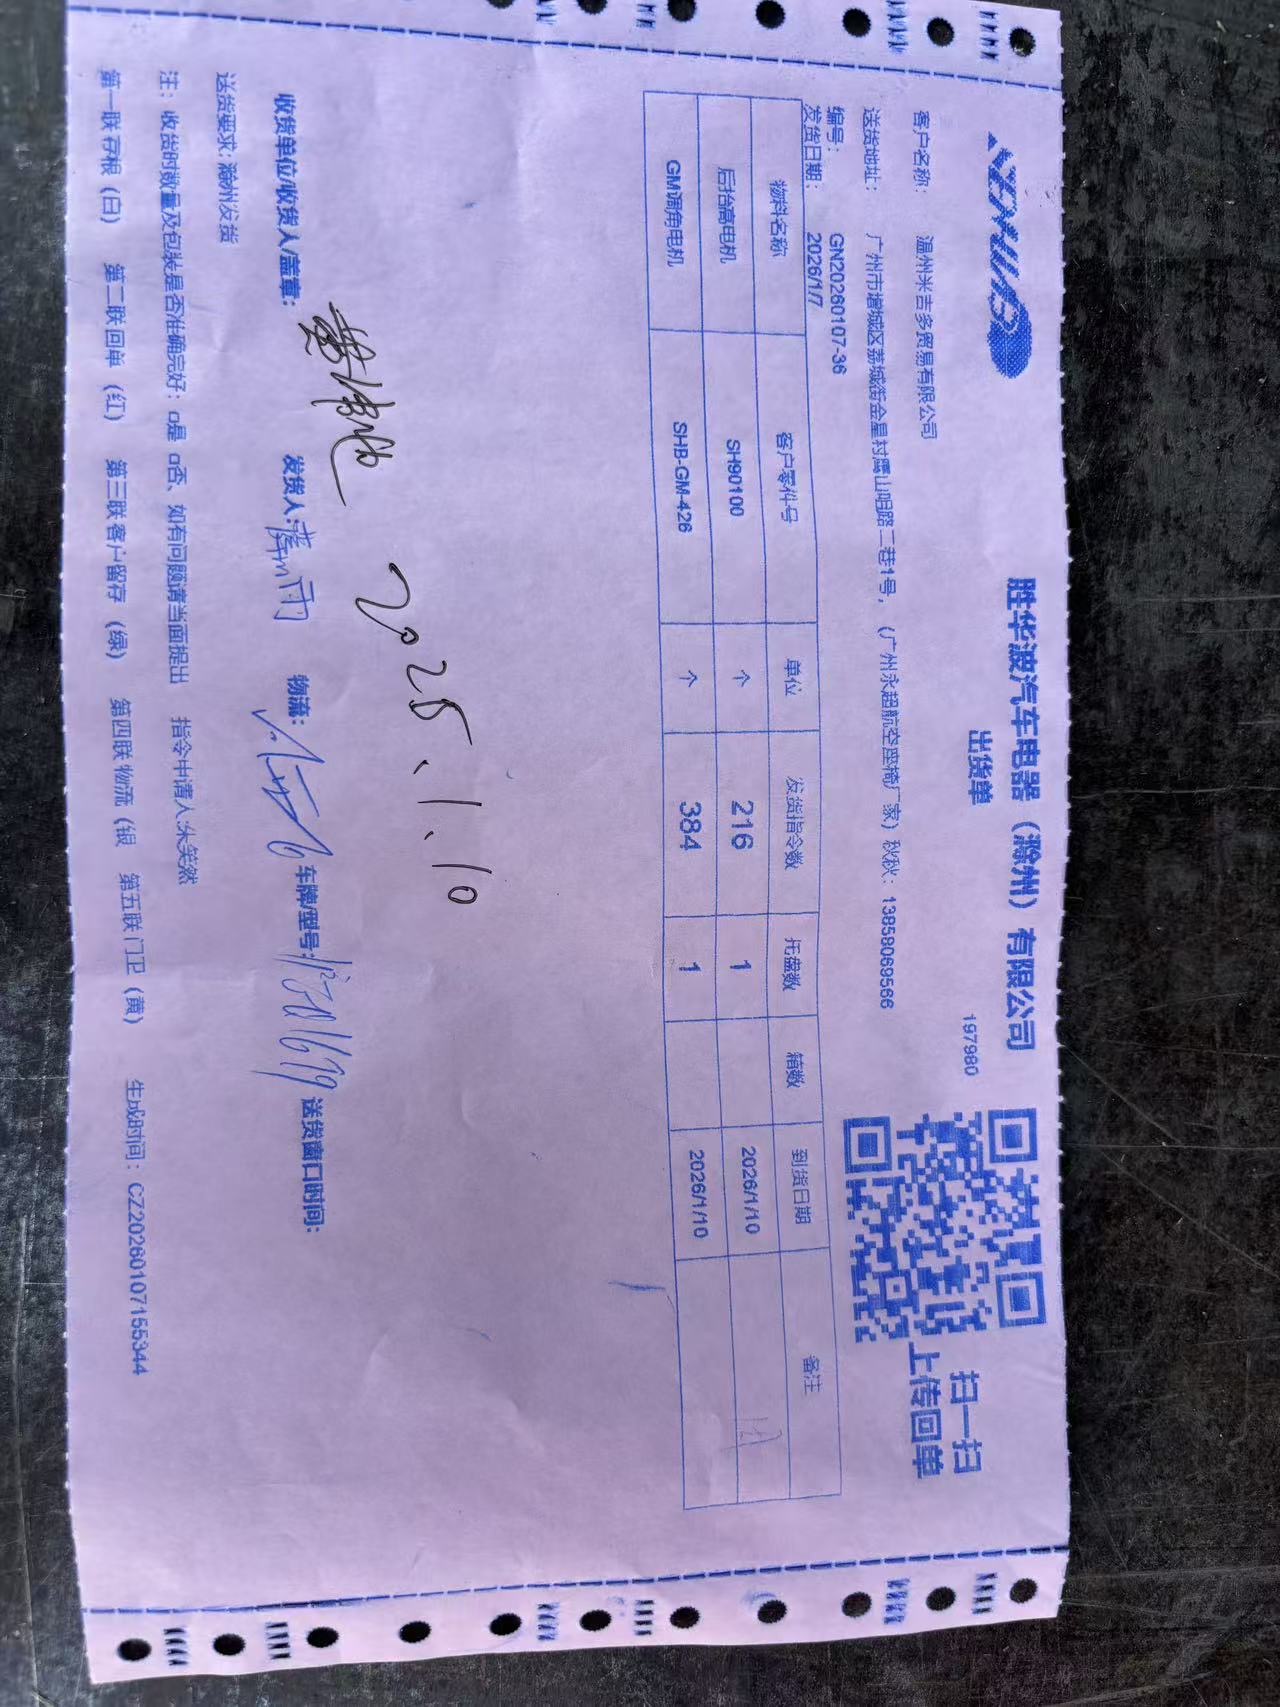 SHENGHUABO
胜华波汽车电器（滁州）有限公司
出货单
197980
扫一扫
上传回单
客户名称： 温州米吉多贸易有限公司
送货地址： 广州市增城区荔城街金星村鹰山唱路二巷1号，（广州永超航空座椅厂家）秋秋：13858069566
编号： GN20260107-36
发货日期： 2026/1/7
物料名称 客户零件号 单位 发货指令数 托盘数 箱数 到货日期 备注
后抬高电机 SH90100 个 216 1 2026/1/10
GM调角电机 SHB-GM-426 个 384 1 2026/1/10
2025.1.10
收货单位/收货人/盖章： 发货人： 物流： 车牌/型号： 送货窗口时间：
送货要求：滁州发货
注：收货时数量及包装是否准确完好：□是 □否、如有问题请当面提出 指令申请人:朱笑然
第一联存根（白） 第二联回单（红） 第三联客户留存（绿） 第四联物流（银 第五联门卫（黄） 生成时间：CZ20260107155344